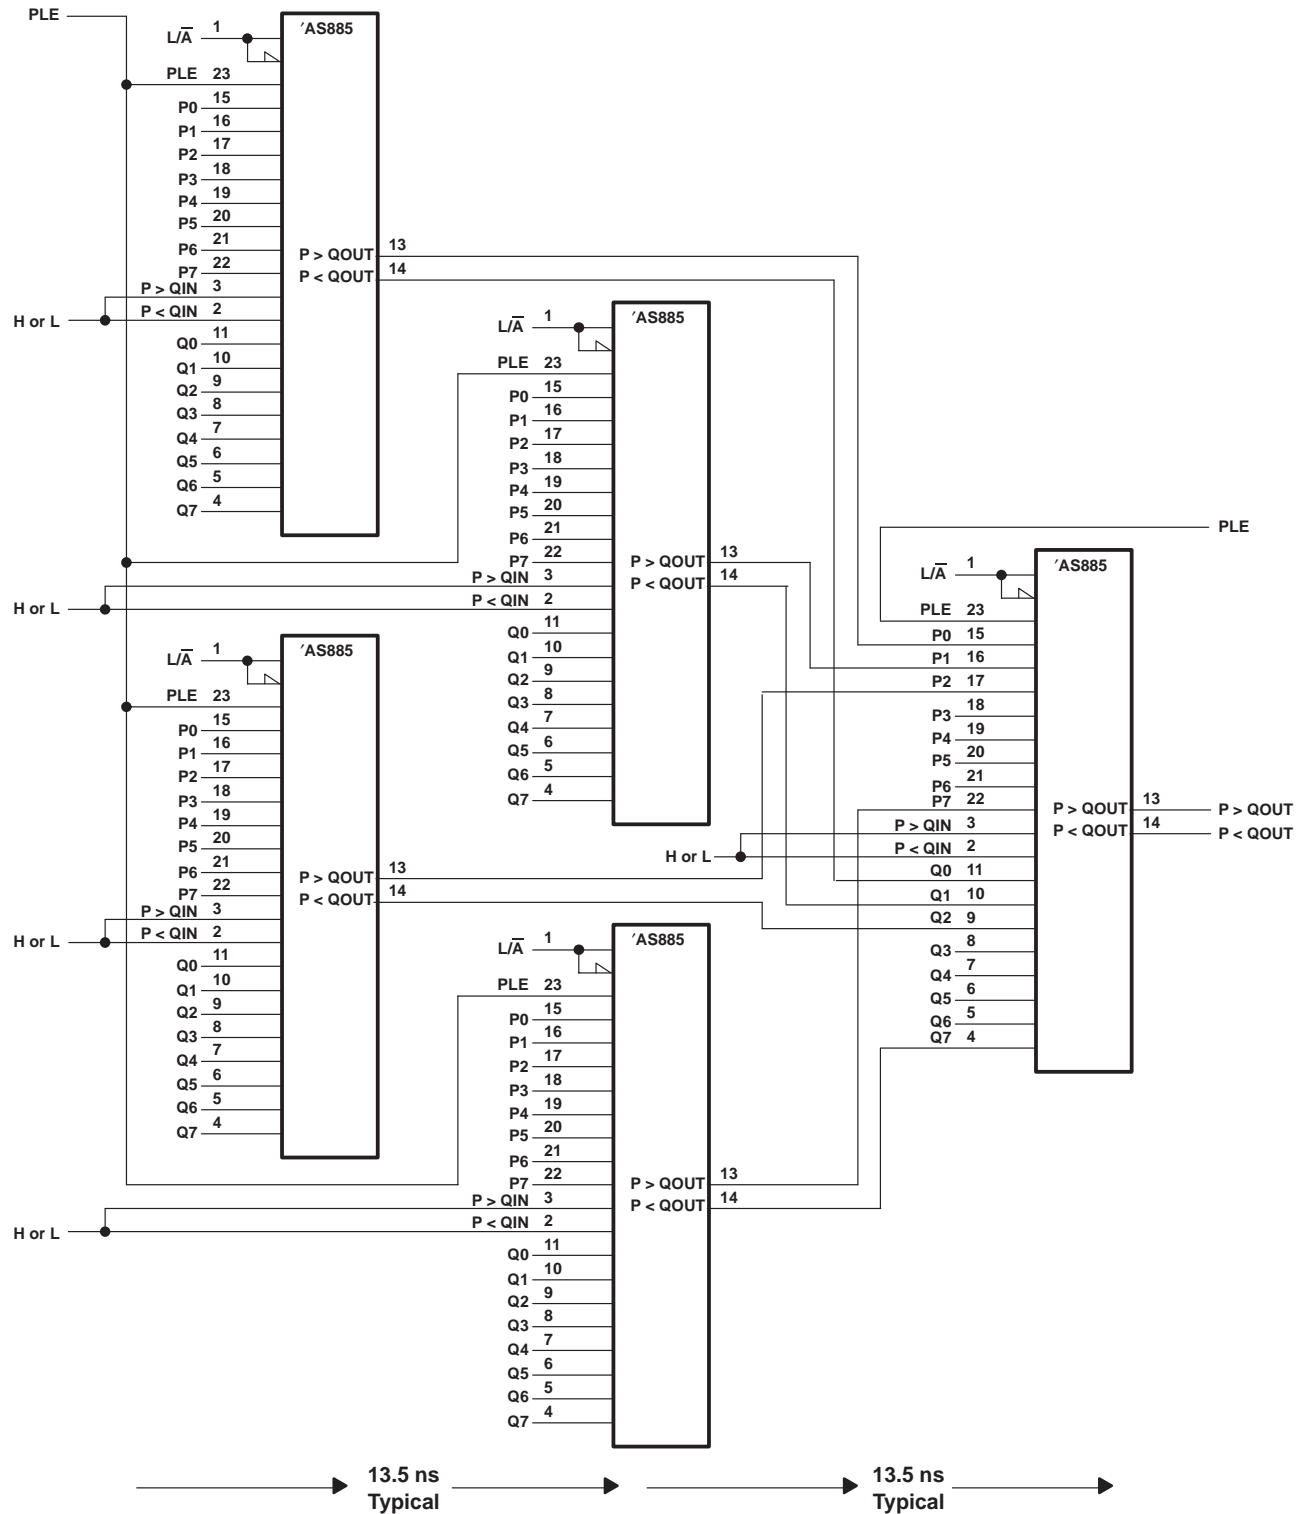 PLE
L/A̅ 1
′AS885
PLE 23
P0 15
P1 16
P2 17
P3 18
P4 19
P5 20
P6 21
P7 22
P > QIN 3
P < QIN 2
H or L
Q0 11
Q1 10
Q2 9
Q3 8
Q4 7
Q5 6
Q6 5
Q7 4
P > QOUT 13
P < QOUT 14
L/A̅ 1
′AS885
PLE 23
P0 15
P1 16
P2 17
P3 18
P4 19
P5 20
P6 21
P7 22
P > QIN 3
P < QIN 2
H or L
Q0 11
Q1 10
Q2 9
Q3 8
Q4 7
Q5 6
Q6 5
Q7 4
P > QOUT 13
P < QOUT 14
L/A̅ 1
′AS885
PLE 23
P0 15
P1 16
P2 17
P3 18
P4 19
P5 20
P6 21
P7 22
P > QIN 3
P < QIN 2
H or L
Q0 11
Q1 10
Q2 9
Q3 8
Q4 7
Q5 6
Q6 5
Q7 4
P > QOUT 13
P < QOUT 14
L/A̅ 1
′AS885
PLE 23
P0 15
P1 16
P2 17
P3 18
P4 19
P5 20
P6 21
P7 22
P > QIN 3
P < QIN 2
H or L
Q0 11
Q1 10
Q2 9
Q3 8
Q4 7
Q5 6
Q6 5
Q7 4
P > QOUT 13
P < QOUT 14
PLE
L/A̅ 1
′AS885
PLE 23
P0 15
P1 16
P2 17
P3 18
P4 19
P5 20
P6 21
P7 22
P > QIN 3
P < QIN 2
H or L
Q0 11
Q1 10
Q2 9
Q3 8
Q4 7
Q5 6
Q6 5
Q7 4
P > QOUT 13 P > QOUT
P < QOUT 14 P < QOUT
13.5 ns
Typical
13.5 ns
Typical